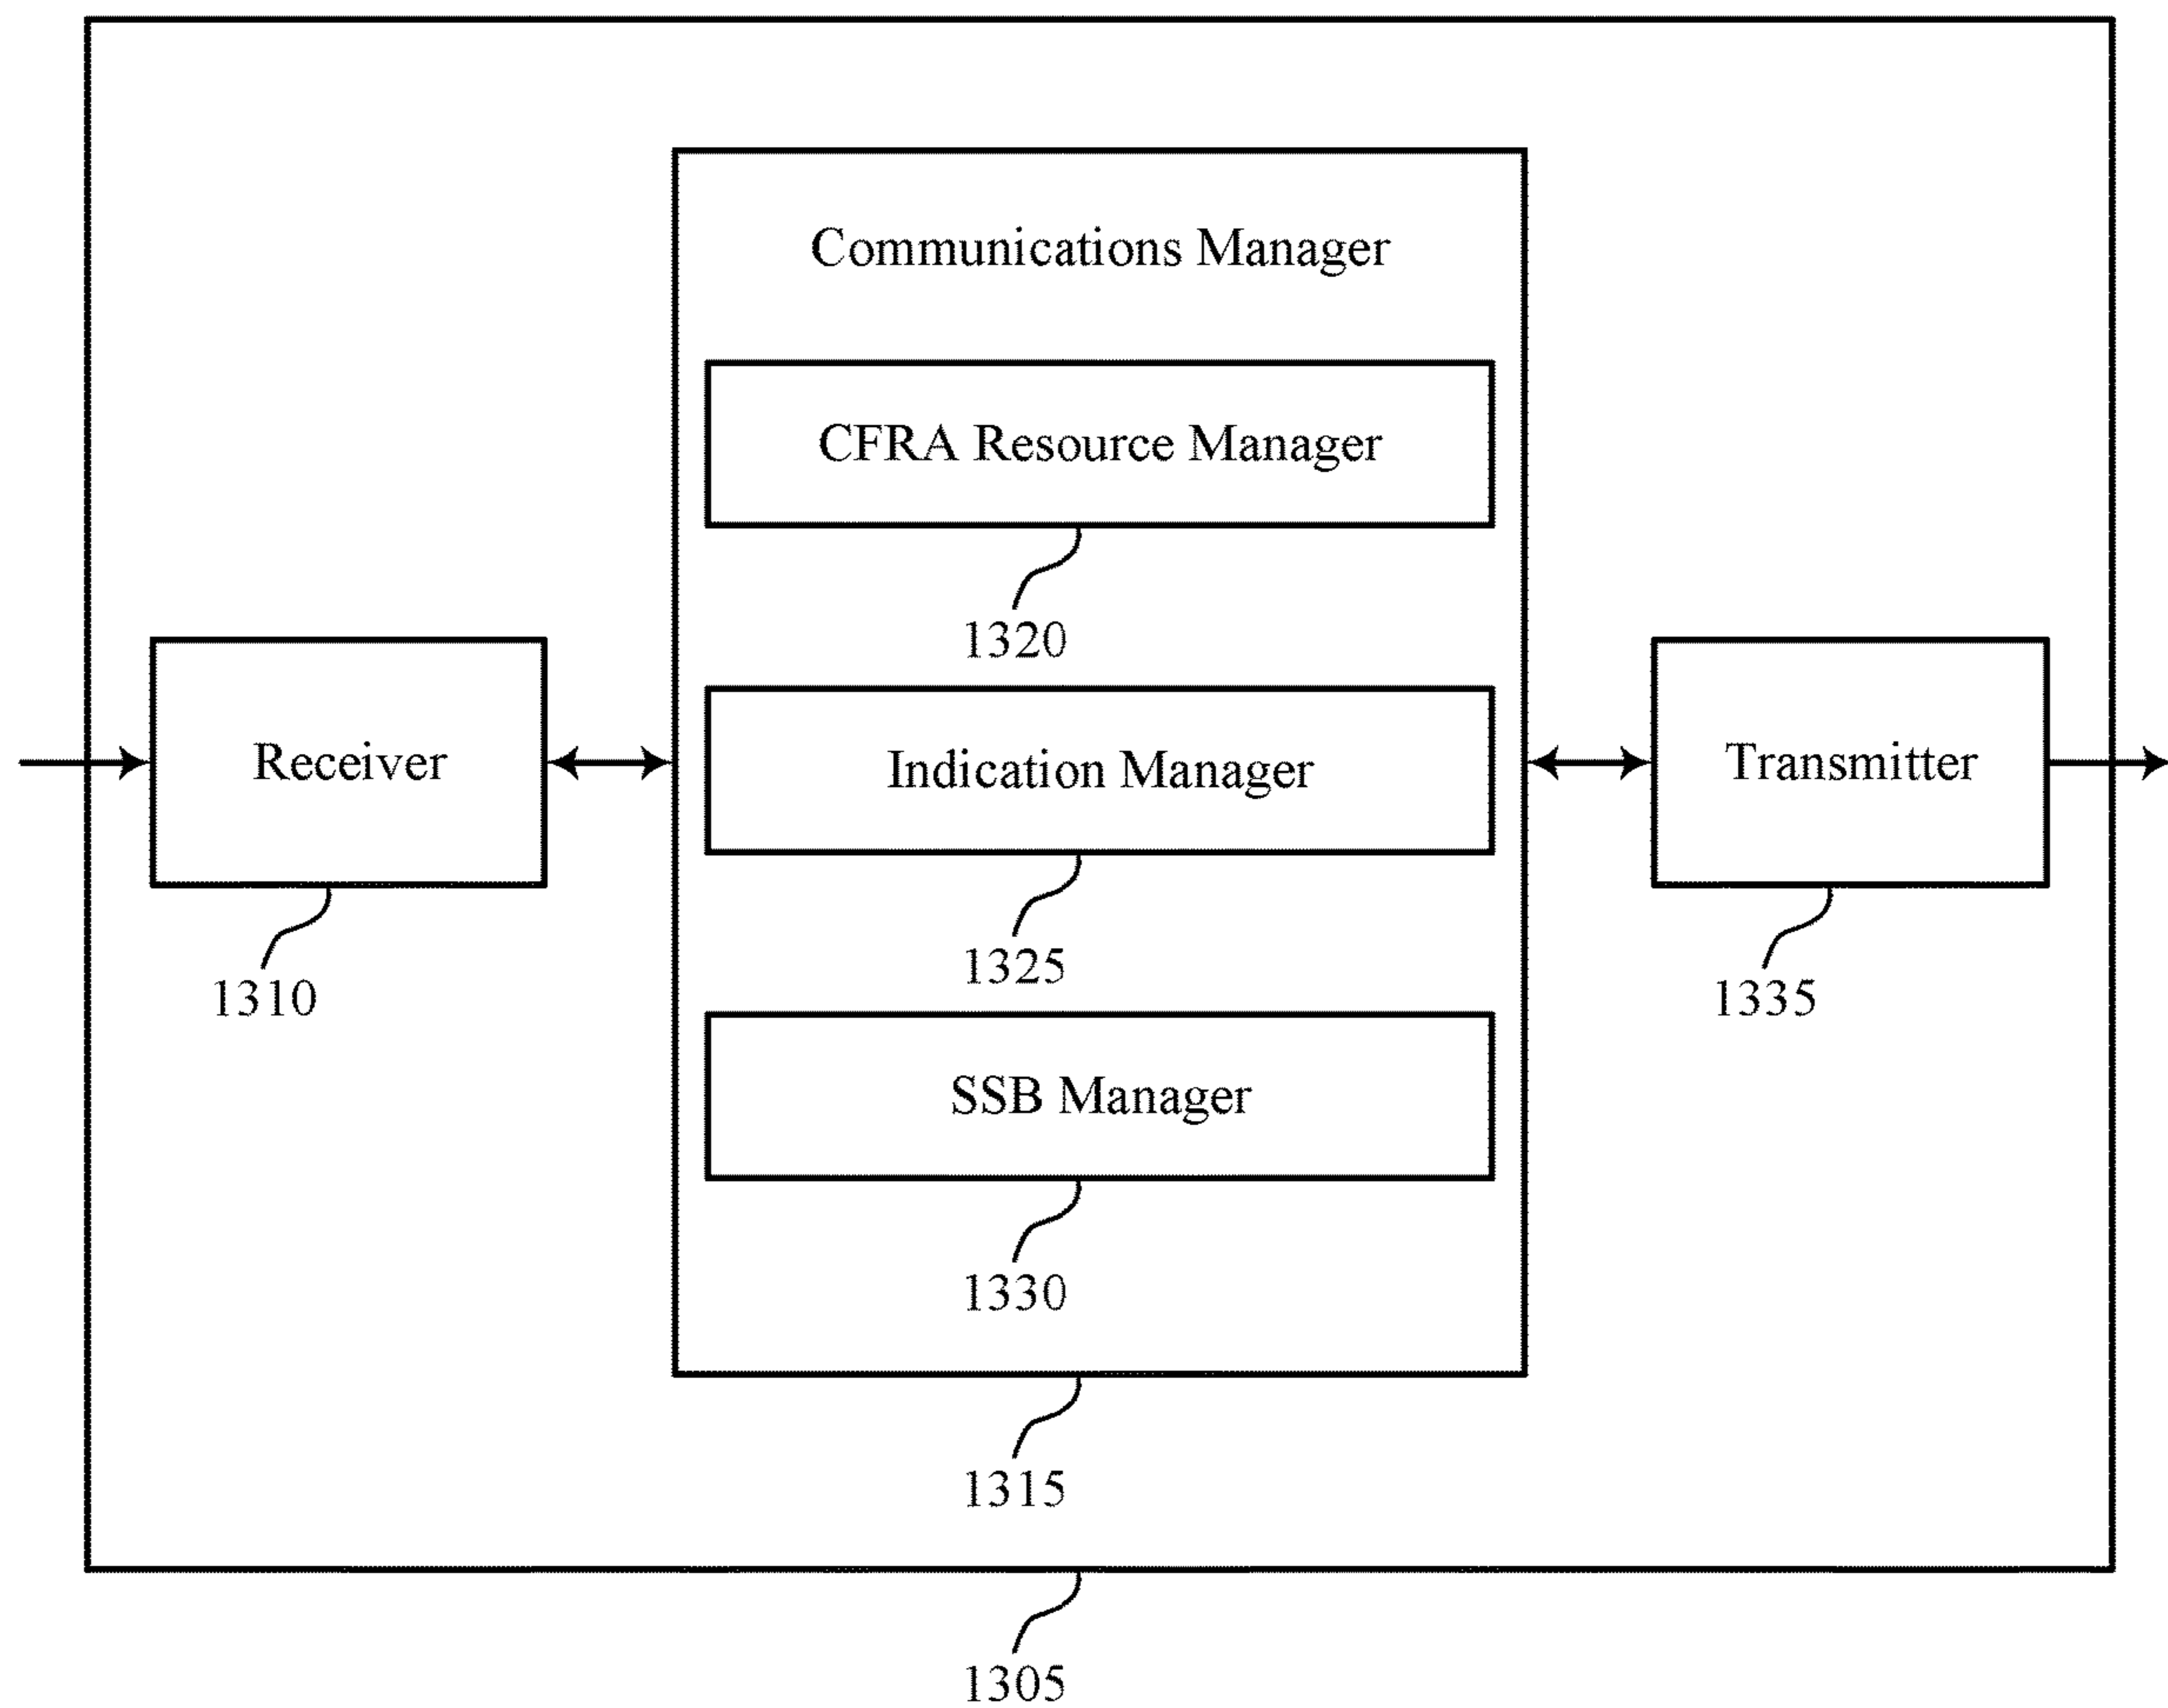 Communications Manager
CFRA Resource Manager
1320
Receiver
1310
Indication Manager
1325
Transmitter
1335
SSB Manager
1330
1315
1305